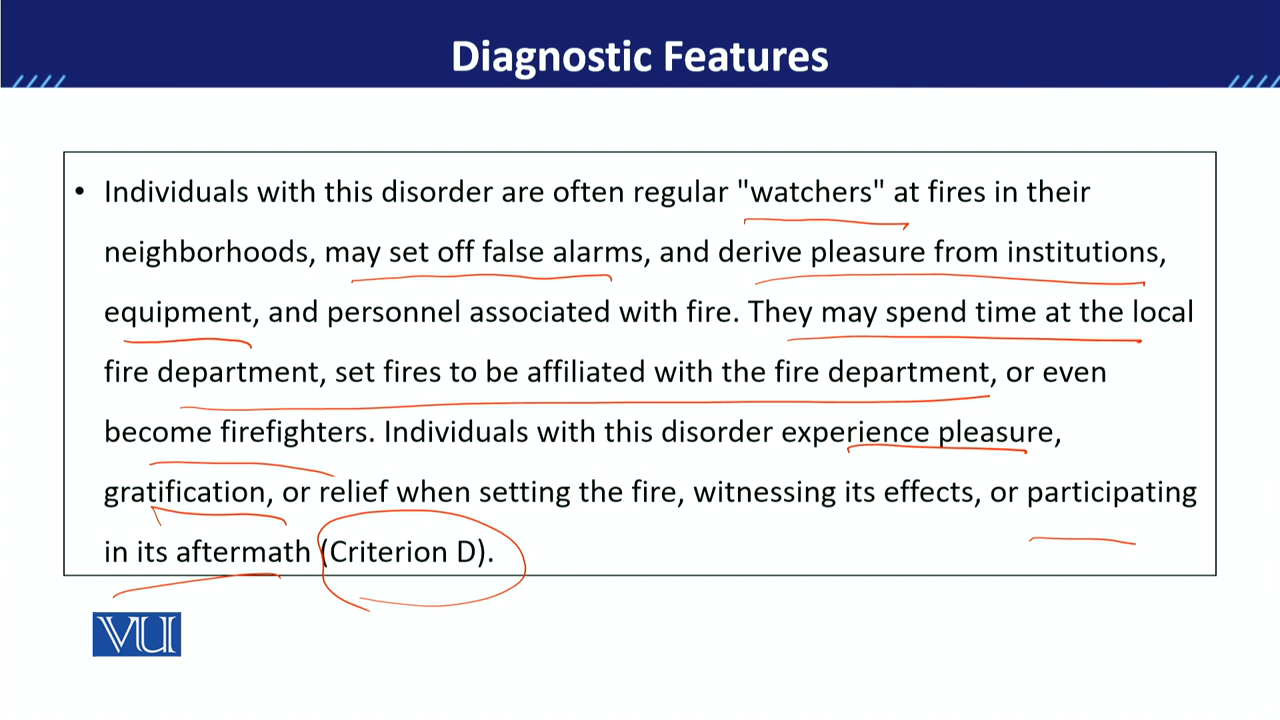 Diagnostic Features
• Individuals with this disorder are often regular "watchers" at fires in their
neighborhoods, may set off false alarms, and derive pleasure from institutions,
equipment, and personnel associated with fire. They may spend time at the local
fire department, set fires to be affiliated with the fire department, or even
become firefighters. Individuals with this disorder experience pleasure,
gratification, or relief when setting the fire, witnessing its effects, or participating
in its aftermath (Criterion D).
VU